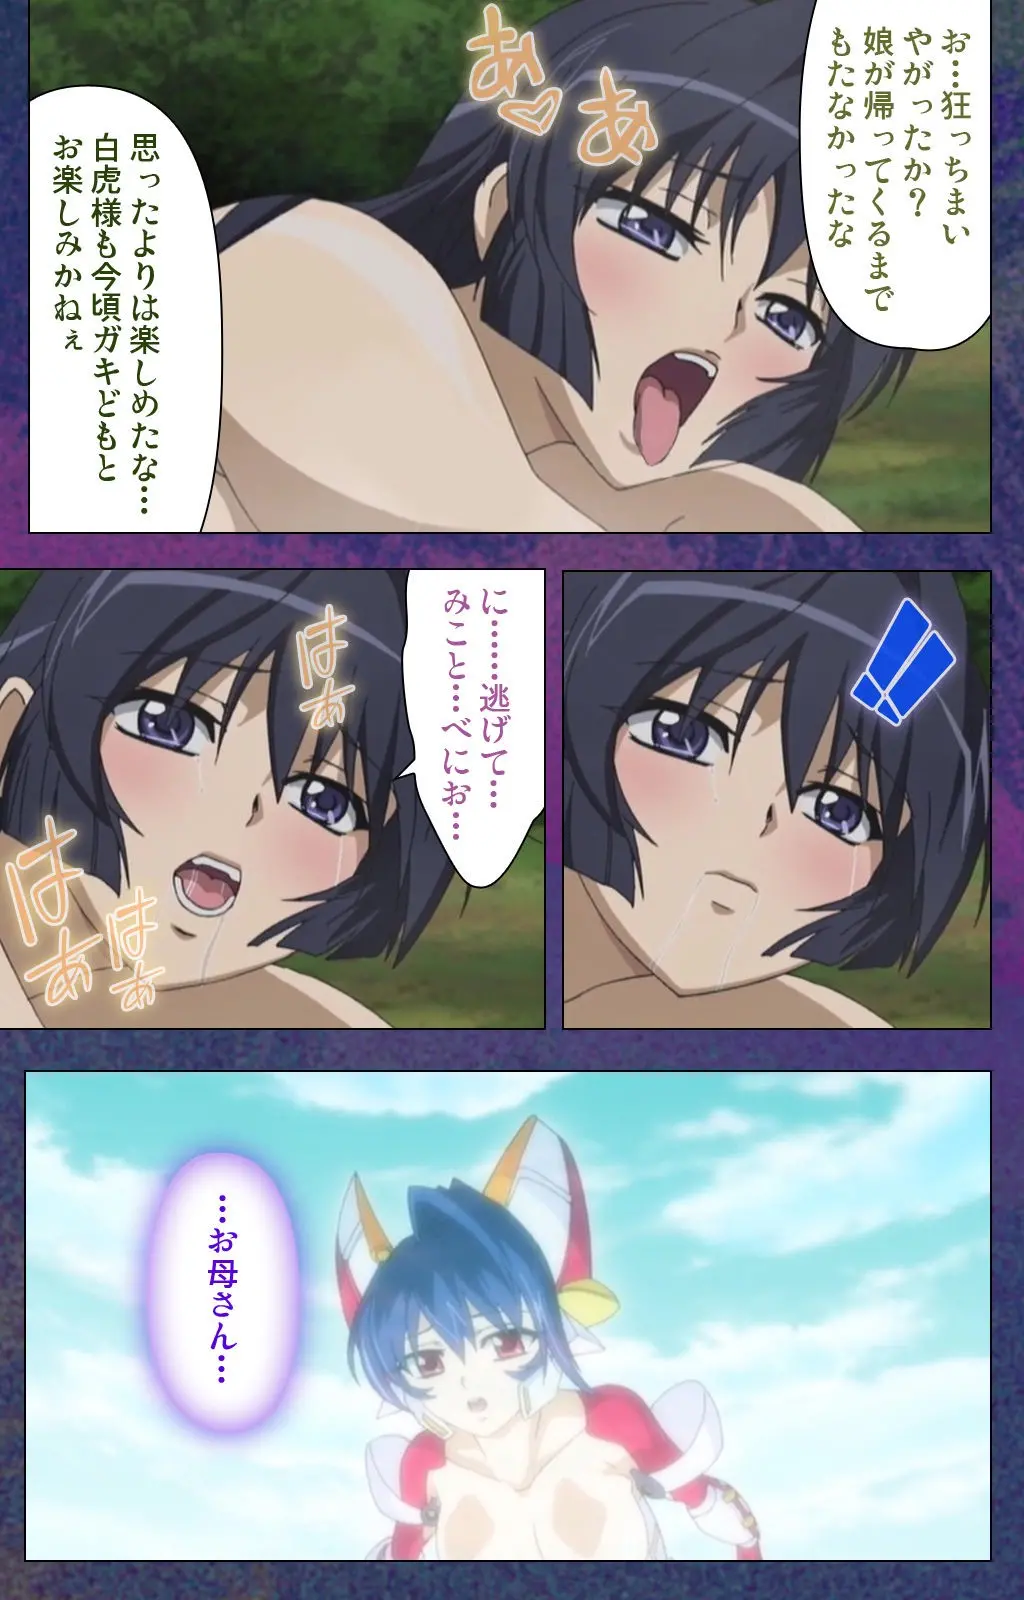 お…狂っちまい
やがったか？
娘が帰ってくるまで
もたなかったな
あ♡あ
思ったよりは楽しめたな…
白虎様も今頃ガキどもと
お楽しみかねぇ
!!
に……逃げて…
みこと…べにお…
はぁ
はぁ
はぁ
…お母さん…